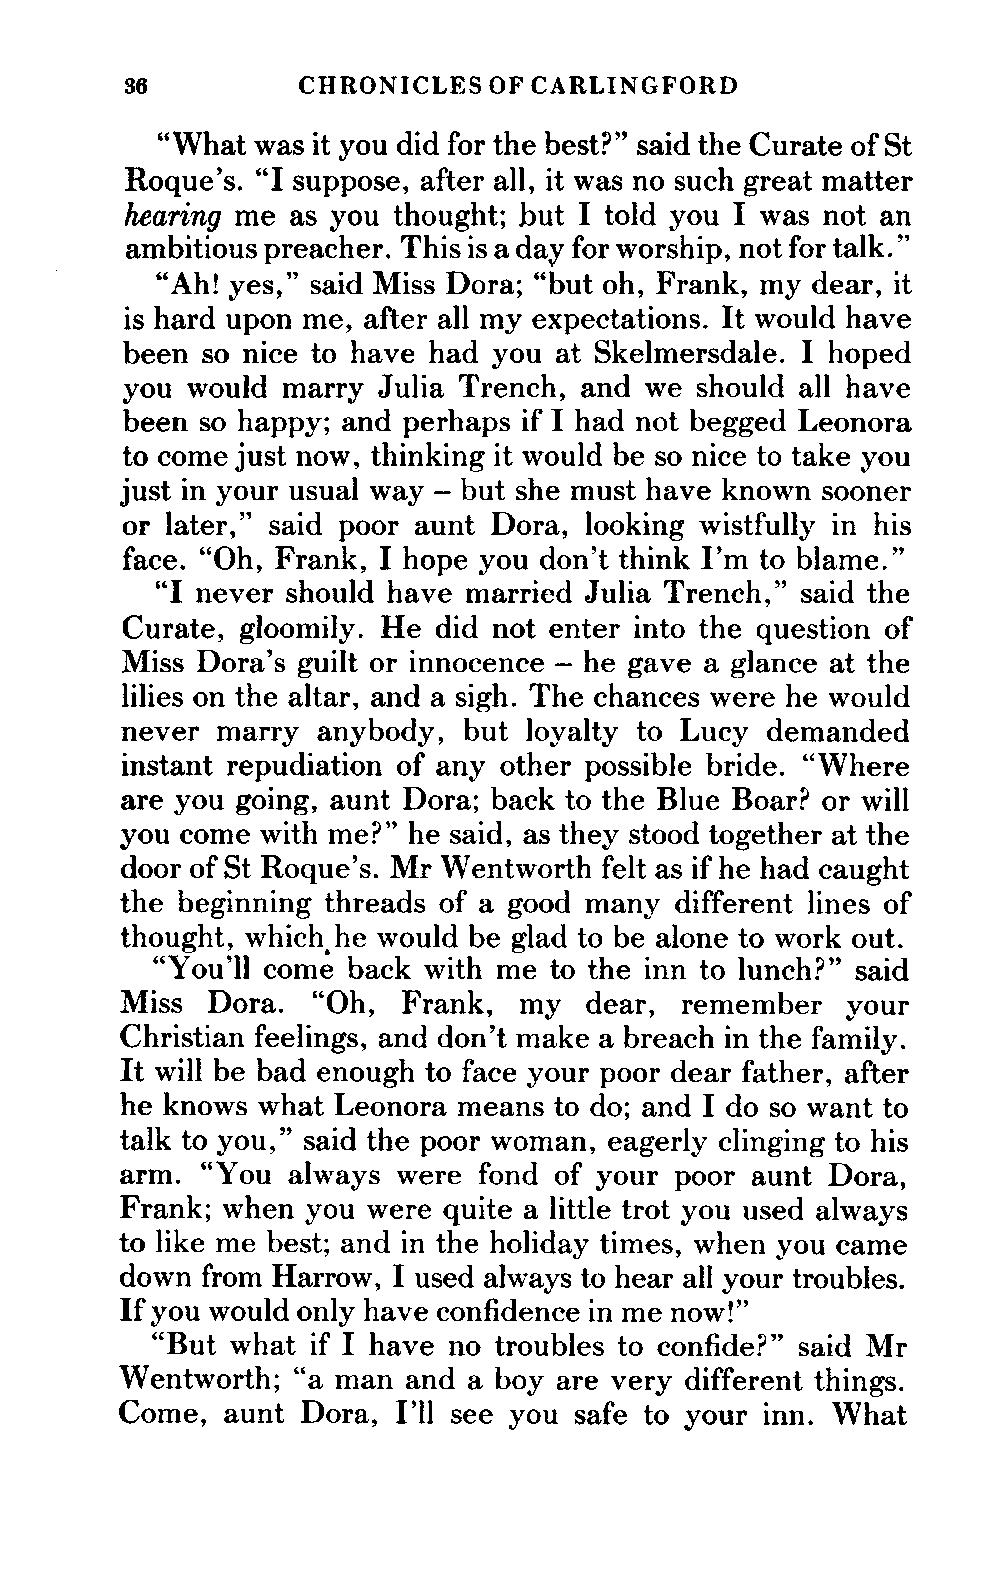 36 CHRONICLES OF CARLINGFORD
“What was it you did for the best?” said the Curate of St
Roque’s. “I suppose, after all, it was no such great matter
hearing me as you thought; but I told you I was not an
ambitious preacher. This is a day for worship, not for talk.”
“Ah! yes,” said Miss Dora; “but oh, Frank, my dear, it
is hard upon me, after all my expectations. It would have
been so nice to have had you at Skelmersdale. I hoped
you would marry Julia Trench, and we should all have
been so happy; and perhaps if I had not begged Leonora
to come just now, thinking it would be so nice to take you
just in your usual way – but she must have known sooner
or later,” said poor aunt Dora, looking wistfully in his
face. “Oh, Frank, I hope you don’t think I’m to blame.”
“I never should have married Julia Trench,” said the
Curate, gloomily. He did not enter into the question of
Miss Dora’s guilt or innocence – he gave a glance at the
lilies on the altar, and a sigh. The chances were he would
never marry anybody, but loyalty to Lucy demanded
instant repudiation of any other possible bride. “Where
are you going, aunt Dora; back to the Blue Boar? or will
you come with me?” he said, as they stood together at the
door of St Roque’s. Mr Wentworth felt as if he had caught
the beginning threads of a good many different lines of
thought, which he would be glad to be alone to work out.
“You’ll come back with me to the inn to lunch?” said
Miss Dora. “Oh, Frank, my dear, remember your
Christian feelings, and don’t make a breach in the family.
It will be bad enough to face your poor dear father, after
he knows what Leonora means to do; and I do so want to
talk to you,” said the poor woman, eagerly clinging to his
arm. “You always were fond of your poor aunt Dora,
Frank; when you were quite a little trot you used always
to like me best; and in the holiday times, when you came
down from Harrow, I used always to hear all your troubles.
If you would only have confidence in me now!”
“But what if I have no troubles to confide?” said Mr
Wentworth; “a man and a boy are very different things.
Come, aunt Dora, I’ll see you safe to your inn. What